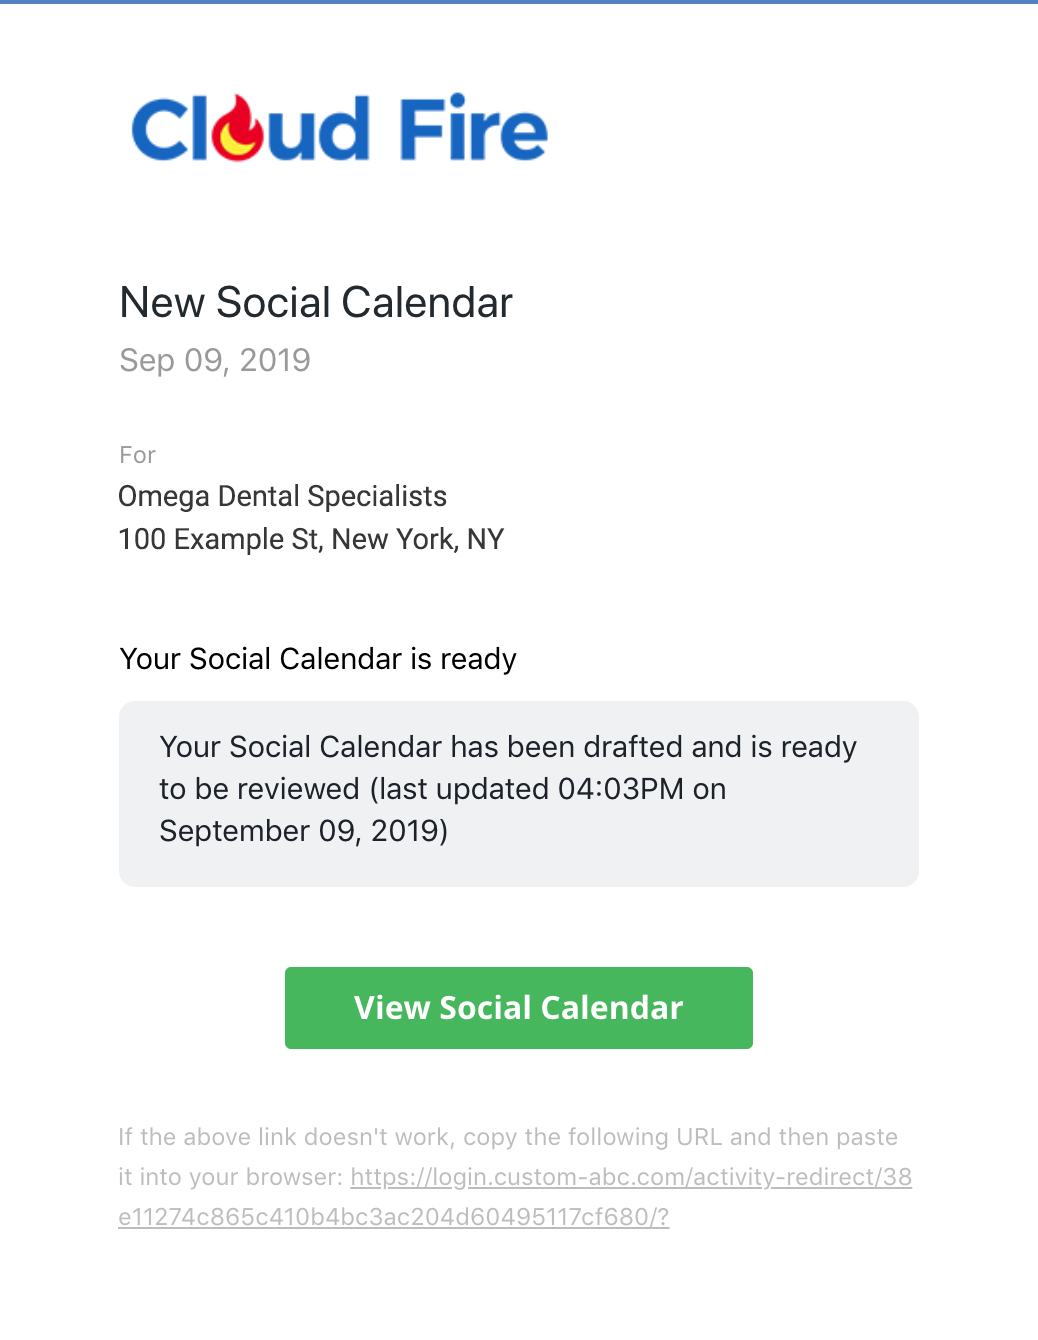 Cloud Fire
New Social Calendar
Sep 09, 2019
For
Omega Dental Specialists
100 Example St, New York, NY
Your Social Calendar is ready
Your Social Calendar has been drafted and is ready
to be reviewed (last updated 04:03PM on
September 09, 2019)
View Social Calendar
If the above link doesn't work, copy the following URL and then paste
it into your browser: https://login.custom-abc.com/activity-redirect/38
e11274c865c410b4bc3ac204d60495117cf680/?